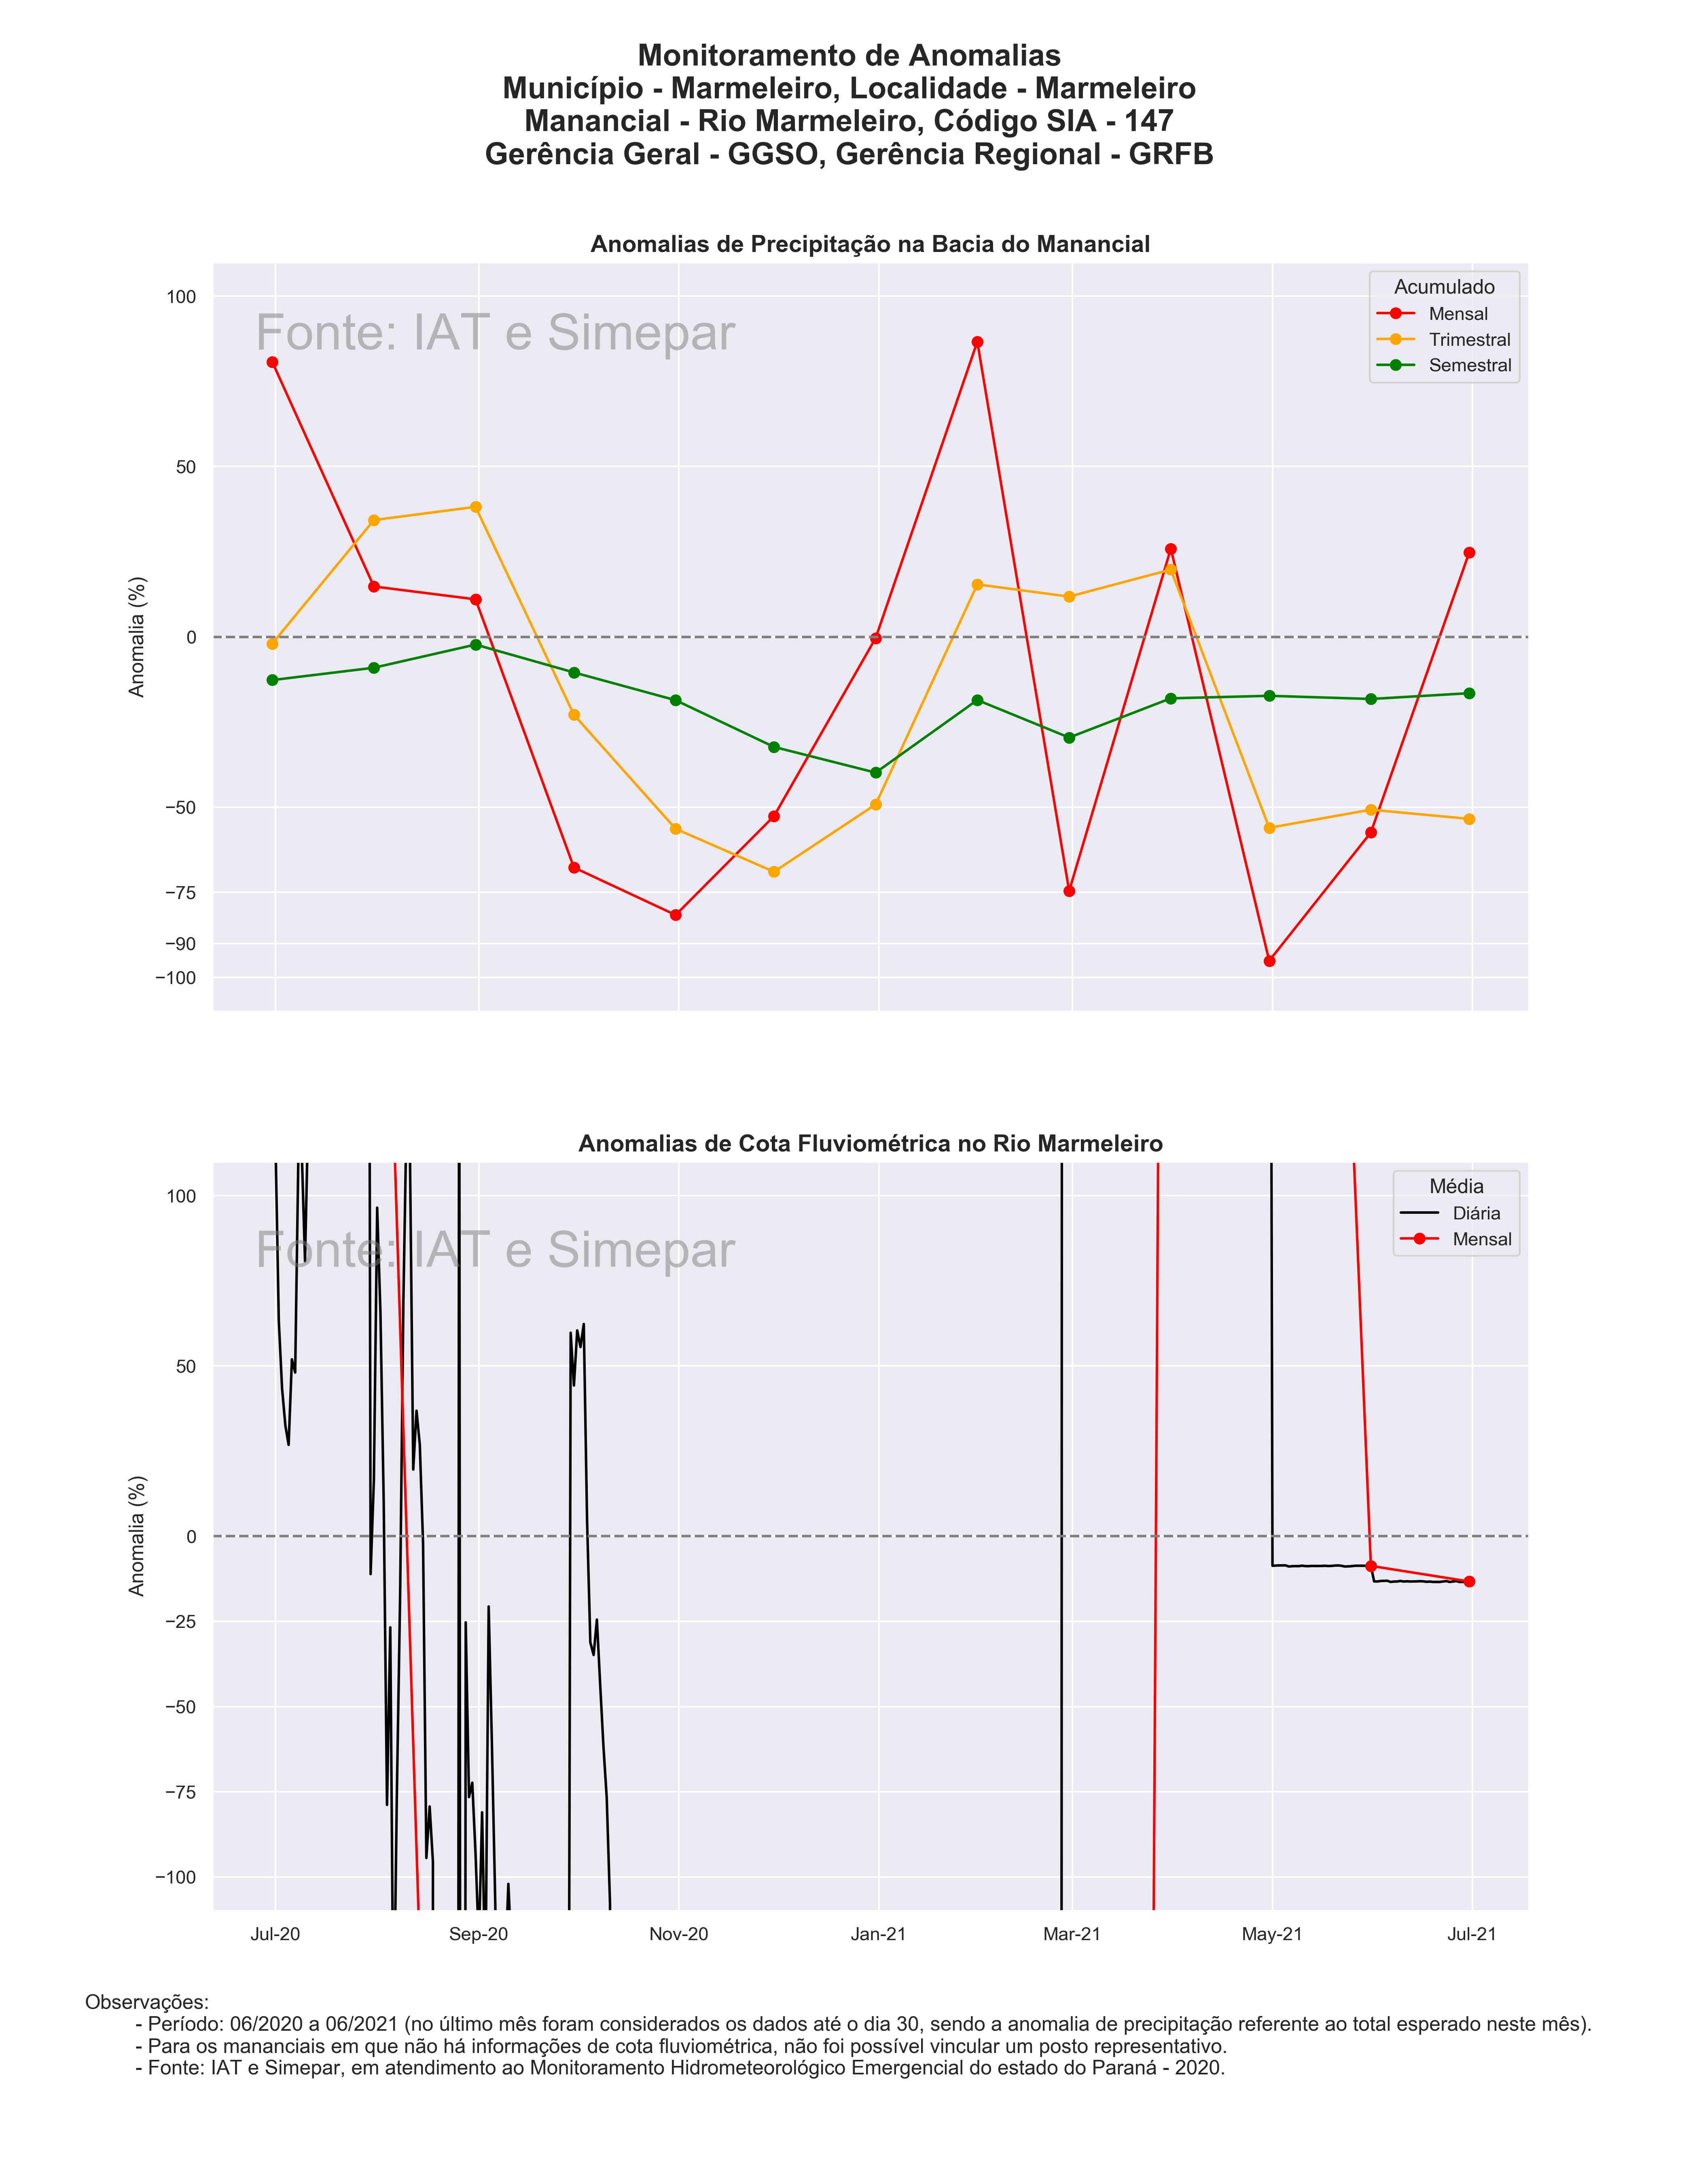 Monitoramento de Anomalias
Município - Marmeleiro, Localidade - Marmeleiro
Manancial - Rio Marmeleiro, Código SIA - 147
Gerência Geral - GGSO, Gerência Regional - GRFB
Anomalias de Precipitação na Bacia do Manancial
Fonte: IAT e Simepar
Acumulado
Mensal
Trimestral
Semestral
Anomalia (%)
100
50
0
−50
−75
−90
−100
Anomalias de Cota Fluviométrica no Rio Marmeleiro
Fonte: IAT e Simepar
Média
Diária
Mensal
Anomalia (%)
100
50
0
−25
−50
−75
−100
Jul-20 Sep-20 Nov-20 Jan-21 Mar-21 May-21 Jul-21
Observações:
- Período: 06/2020 a 06/2021 (no último mês foram considerados os dados até o dia 30, sendo a anomalia de precipitação referente ao total esperado neste mês).
- Para os mananciais em que não há informações de cota fluviométrica, não foi possível vincular um posto representativo.
- Fonte: IAT e Simepar, em atendimento ao Monitoramento Hidrometeorológico Emergencial do estado do Paraná - 2020.